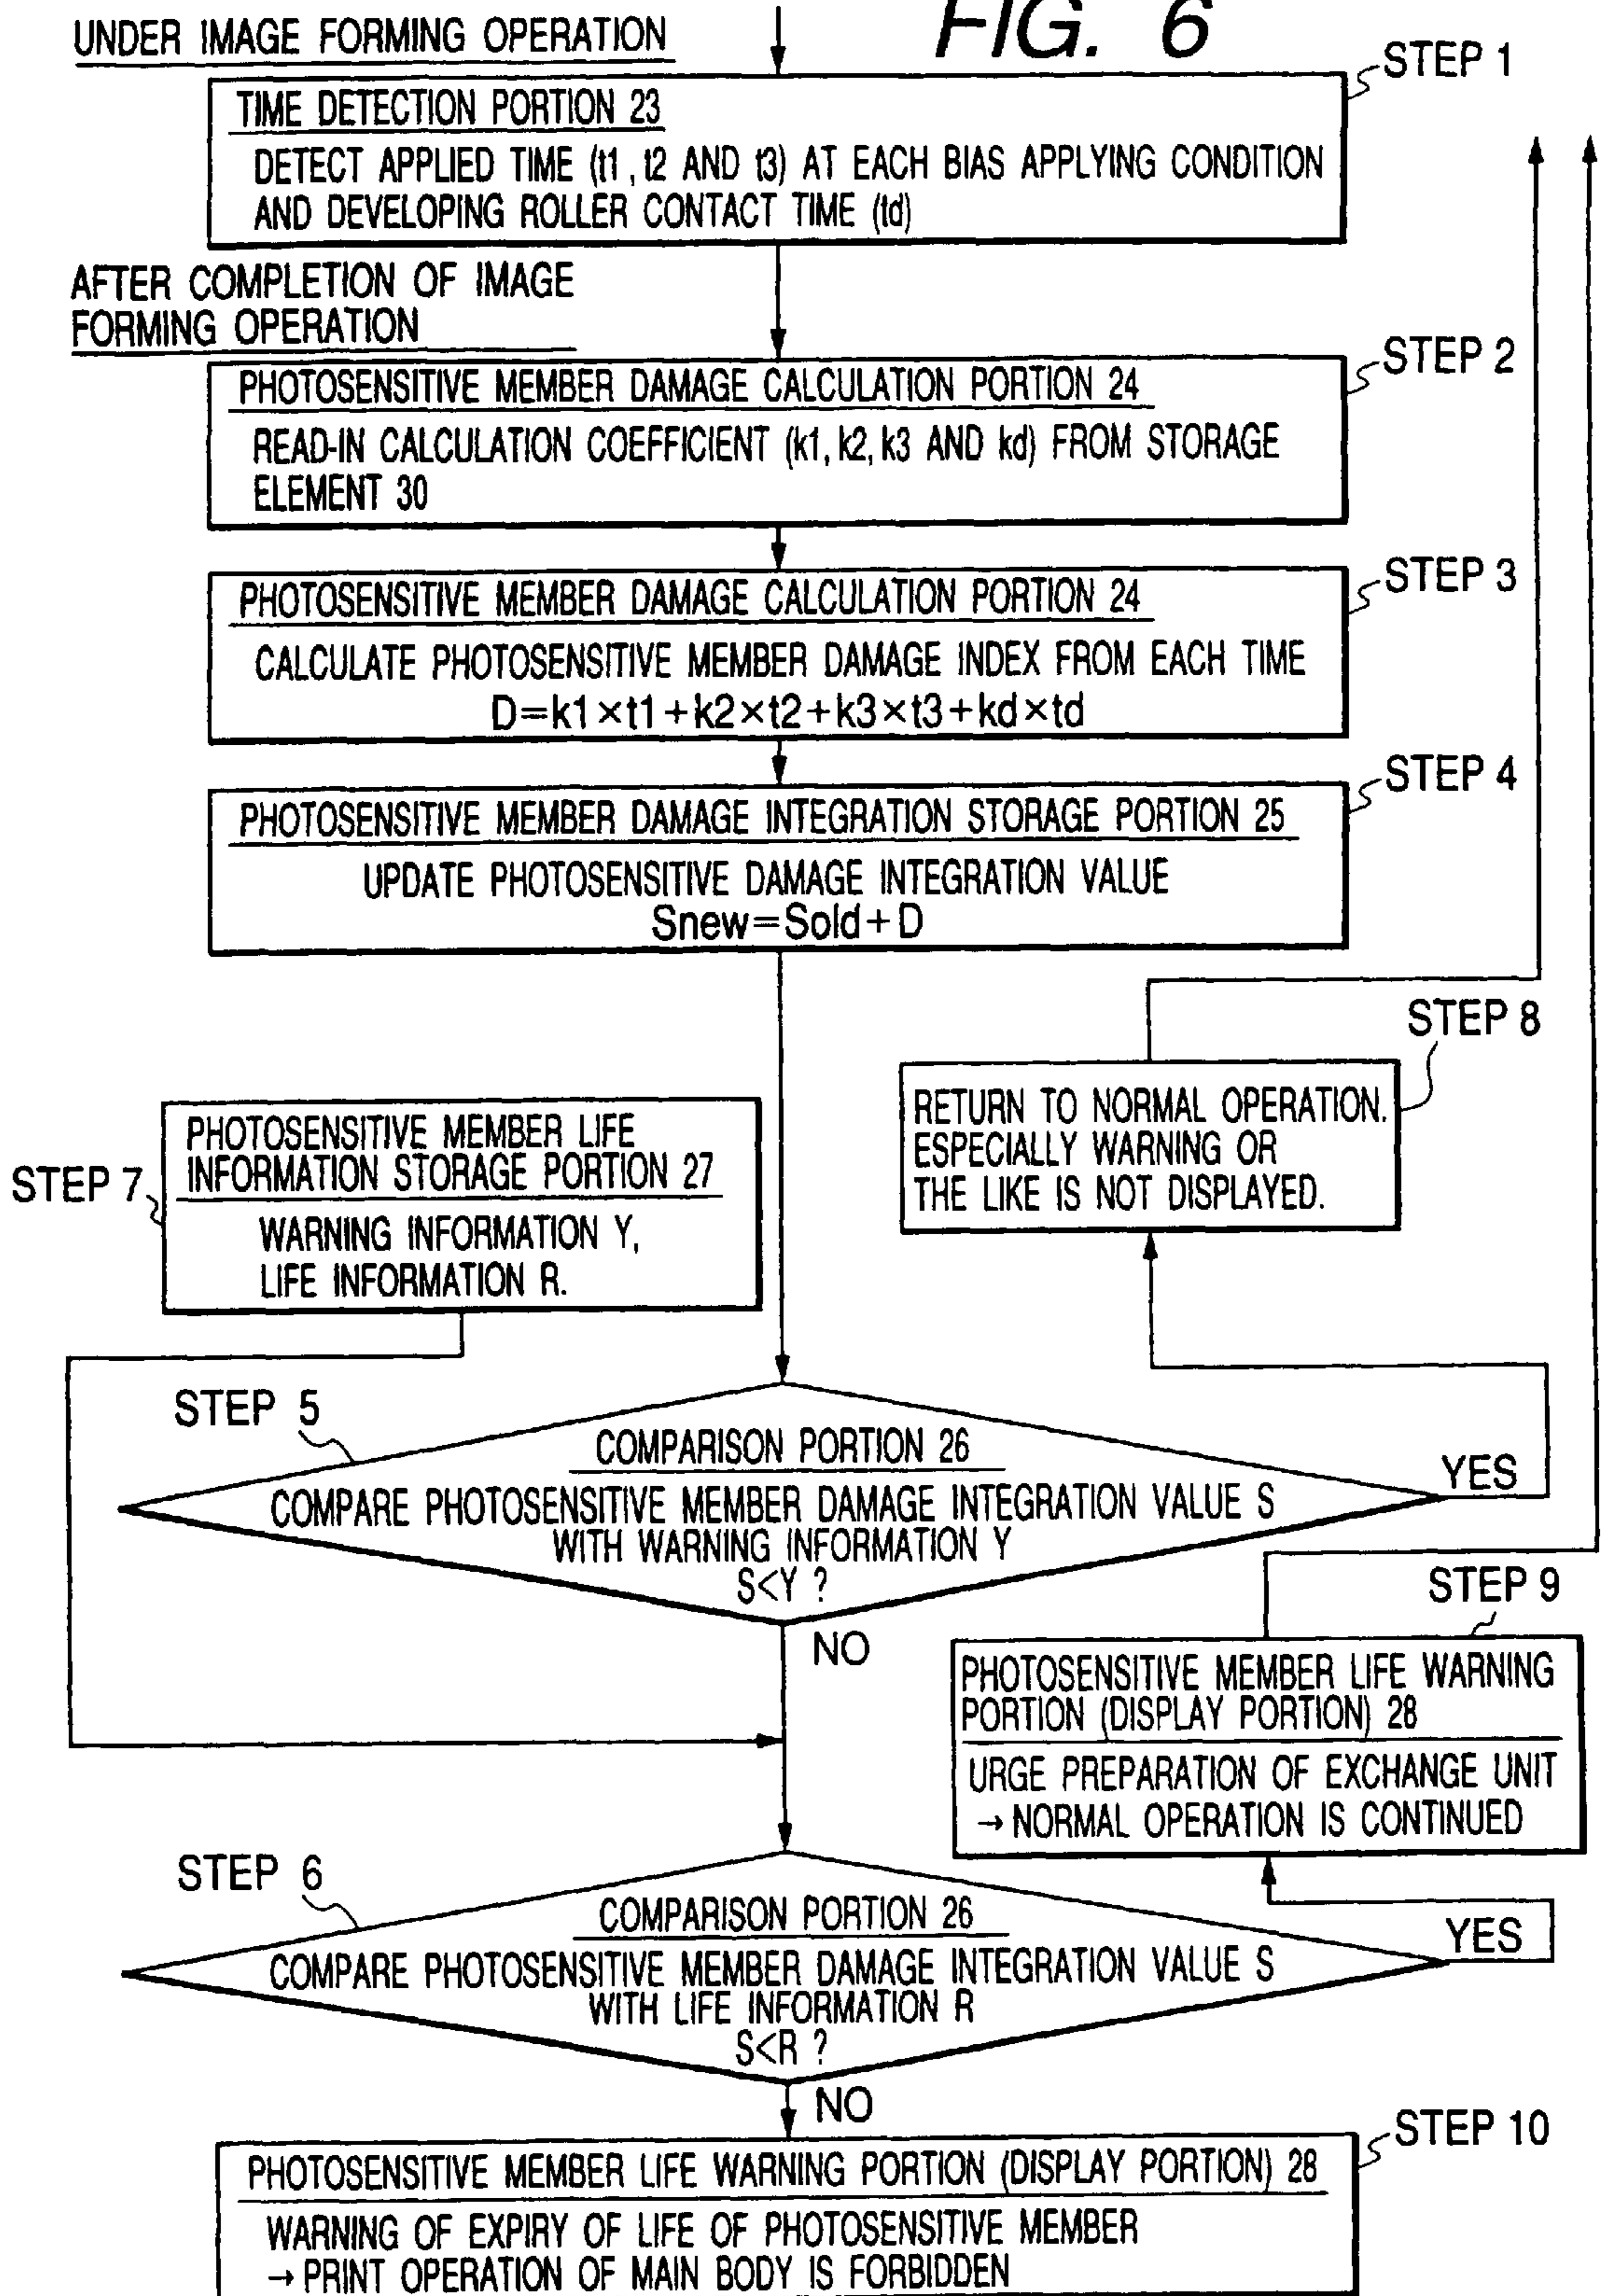 FIG. 6
UNDER IMAGE FORMING OPERATION
STEP 1
TIME DETECTION PORTION 23
DETECT APPLIED TIME (t1, t2 AND t3) AT EACH BIAS APPLYING CONDITION
AND DEVELOPING ROLLER CONTACT TIME (td)
AFTER COMPLETION OF IMAGE
FORMING OPERATION
STEP 2
PHOTOSENSITIVE MEMBER DAMAGE CALCULATION PORTION 24
READ-IN CALCULATION COEFFICIENT (k1, k2, k3 AND kd) FROM STORAGE
ELEMENT 30
STEP 3
PHOTOSENSITIVE MEMBER DAMAGE CALCULATION PORTION 24
CALCULATE PHOTOSENSITIVE MEMBER DAMAGE INDEX FROM EACH TIME
D=k1×t1+k2×t2+k3×t3+kd×td
STEP 4
PHOTOSENSITIVE MEMBER DAMAGE INTEGRATION STORAGE PORTION 25
UPDATE PHOTOSENSITIVE DAMAGE INTEGRATION VALUE
Snew=Sold+D
STEP 8
RETURN TO NORMAL OPERATION.
ESPECIALLY WARNING OR
THE LIKE IS NOT DISPLAYED.
STEP 7
PHOTOSENSITIVE MEMBER LIFE
INFORMATION STORAGE PORTION 27
WARNING INFORMATION Y,
LIFE INFORMATION R.
STEP 5
COMPARISON PORTION 26
COMPARE PHOTOSENSITIVE MEMBER DAMAGE INTEGRATION VALUE S
WITH WARNING INFORMATION Y
S<Y ?
YES
NO
STEP 9
PHOTOSENSITIVE MEMBER LIFE WARNING
PORTION (DISPLAY PORTION) 28
URGE PREPARATION OF EXCHANGE UNIT
→ NORMAL OPERATION IS CONTINUED
STEP 6
COMPARISON PORTION 26
COMPARE PHOTOSENSITIVE MEMBER DAMAGE INTEGRATION VALUE S
WITH LIFE INFORMATION R
S<R ?
YES
NO
STEP 10
PHOTOSENSITIVE MEMBER LIFE WARNING PORTION (DISPLAY PORTION) 28
WARNING OF EXPIRY OF LIFE OF PHOTOSENSITIVE MEMBER
→ PRINT OPERATION OF MAIN BODY IS FORBIDDEN